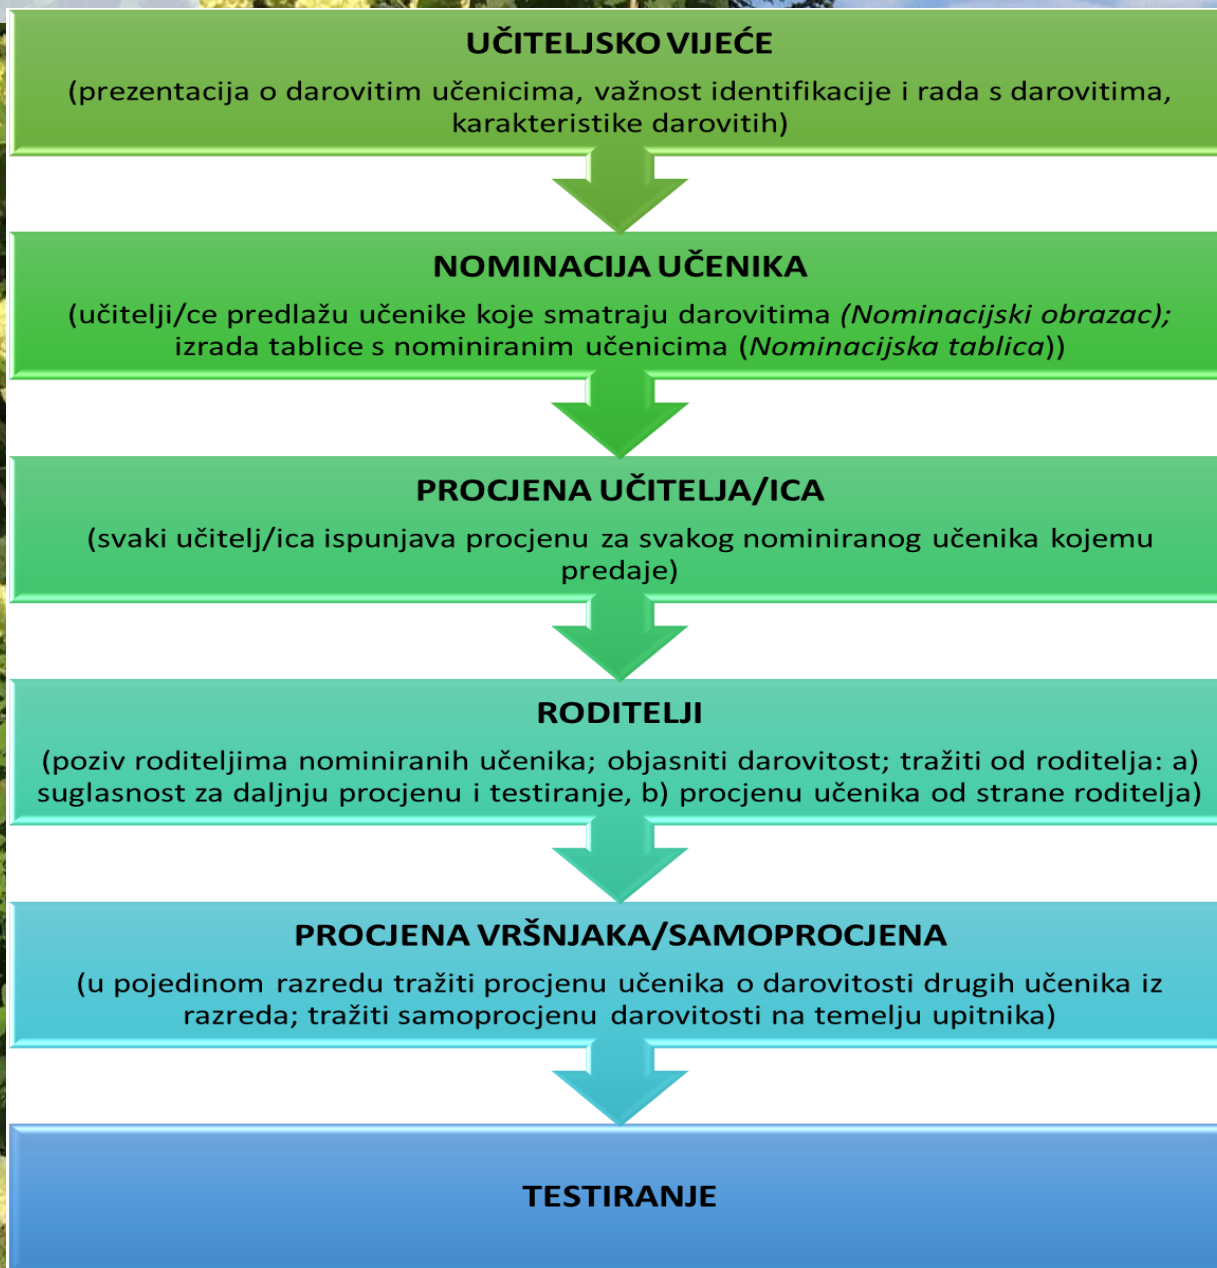 UČITELJSKO VIJEĆE
(prezentacija o darovitim učenicima, važnost identifikacije i rada s darovitima,
karakteristike darovitih)
NOMINACIJA UČENIKA
(učitelji/ce predlažu učenike koje smatraju darovitima (Nominacijski obrazac);
izrada tablice s nominiranim učenicima (Nominacijska tablica))
PROCJENA UČITELJA/ICA
(svaki učitelj/ica ispunjava procjenu za svakog nominiranog učenika kojemu
predaje)
RODITELJI
(poziv roditeljima nominiranih učenika; objasniti darovitost; tražiti od roditelja: a)
suglasnost za daljnju procjenu i testiranje, b) procjenu učenika od strane roditelja)
PROCJENA VRŠNJAKA/SAMOPROCJENA
(u pojedinom razredu tražiti procjenu učenika o darovitosti drugih učenika iz
razreda; tražiti samoprocjenu darovitosti na temelju upitnika)
TESTIRANJE